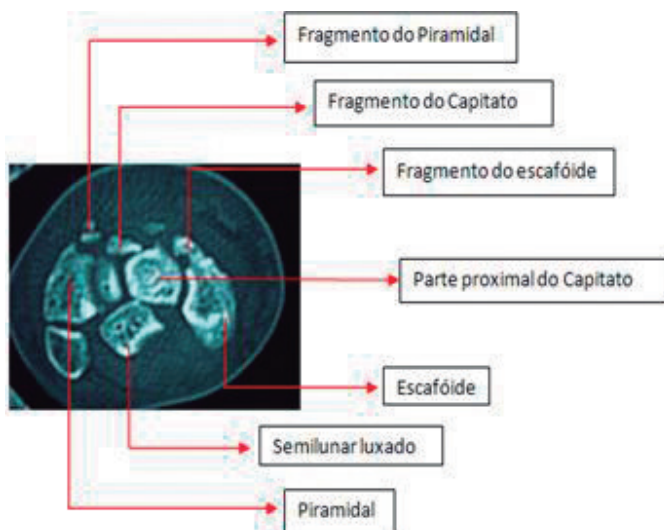 Fragmento do Piramidal
Fragmento do Capitato
Fragmento do escafóide
Parte proximal do Capitato
Escafóide
Semilunar luxado
Piramidal